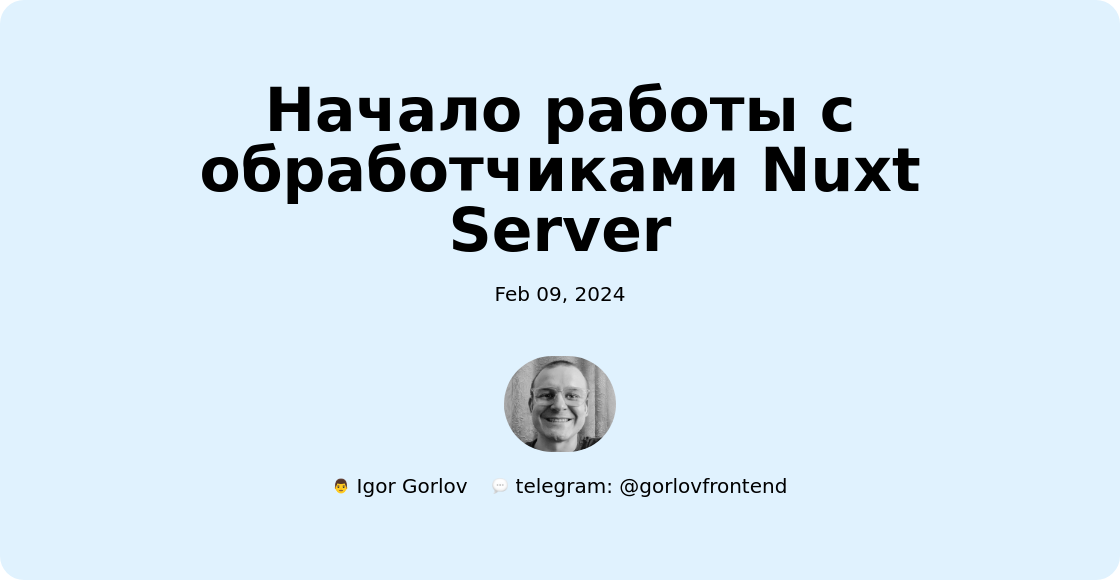 Начало работы с
обработчиками Nuxt
Server
Feb 09, 2024
Igor Gorlov telegram: @gorlovfrontend